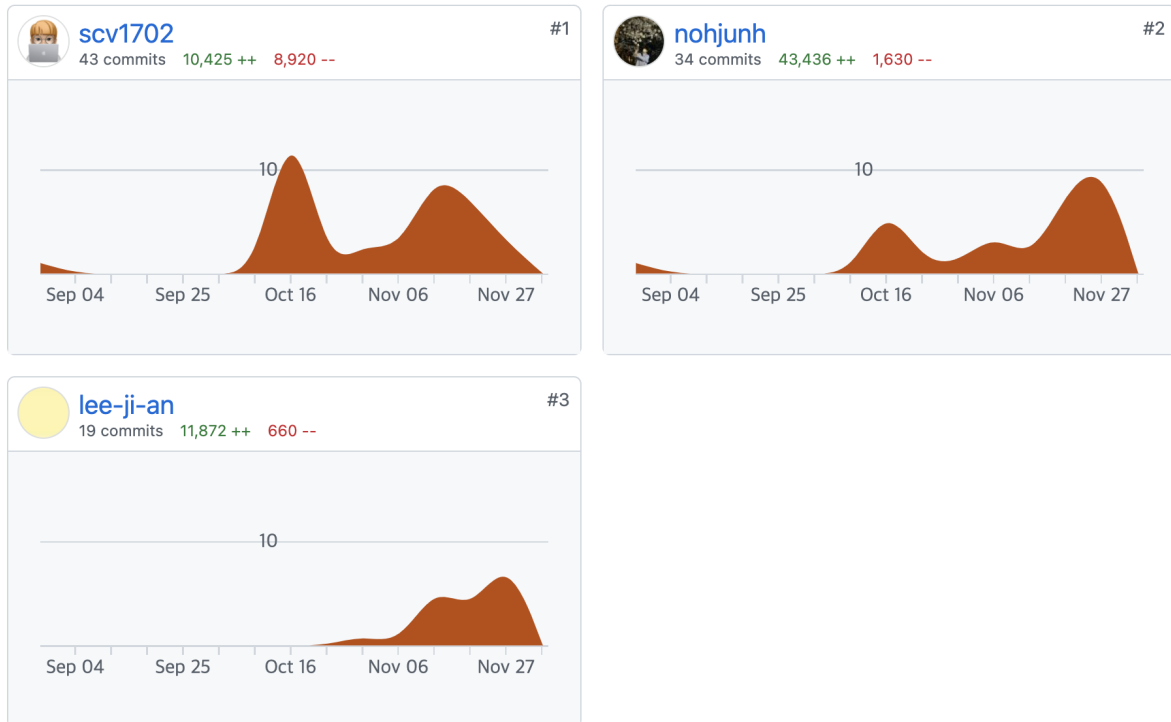 scv1702 #1
43 commits 10,425 ++ 8,920 --
10
Sep 04 Sep 25 Oct 16 Nov 06 Nov 27
nohjunh #2
34 commits 43,436 ++ 1,630 --
10
Sep 04 Sep 25 Oct 16 Nov 06 Nov 27
lee-ji-an #3
19 commits 11,872 ++ 660 --
10
Sep 04 Sep 25 Oct 16 Nov 06 Nov 27